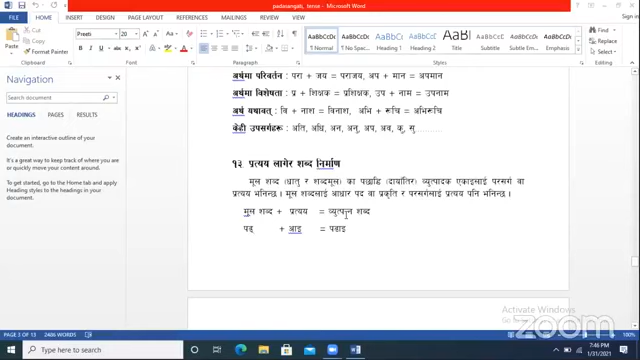 padasangati, tense
Sign in
FILE HOME INSERT DESIGN PAGE LAYOUT REFERENCES MAILINGS REVIEW VIEW
Paste
Cut
Copy
Format Painter
Preeti 20
¶ Normal ¶ No Spac... Heading 1 Heading 2 Title Subtitle Subtle Em... Emphasis
Find
Replace
Select
Clipboard Font Paragraph Styles Editing
Navigation
Search document
HEADINGS PAGES RESULTS
Create an interactive outline of your document.
It's a great way to keep track of where you are or quickly move your content around.
To get started, go to the Home tab and apply Heading styles to the headings in your document.
अर्थमा परिवर्तन : परा + जय = पराजय, अप + मान = अपमान
अर्थमा विशेषता : प्र + शिक्षक = प्रशिक्षक, उप + नाम = उपनाम
अर्थ यथावत् : वि + नाश = विनाश, अभि + रूचि = अभिरूचि
केही उपसर्गहरू : अति, अधि, अन, अनु, अप, अव, कु, सु
१३ प्रत्यय लागेर शब्द निर्माण
मूल शब्द (धातु र शब्दमूल) का पछाडि (दायाँतिर) व्युत्पादक एकाइलाई परसर्ग वा प्रत्यय भनिन्छ । मूल शब्दलाई आधार पद वा प्रकृति र परसर्गलाई प्रत्यय पनि भनिन्छ ।
मूल शब्द + प्रत्यय = व्युत्पन्न शब्द
पढ् + आइ = पढाइ
Activate Windows
zoom
PAGE 3 OF 13 2406 WORDS
Type here to search
7:46 PM
1/31/2021